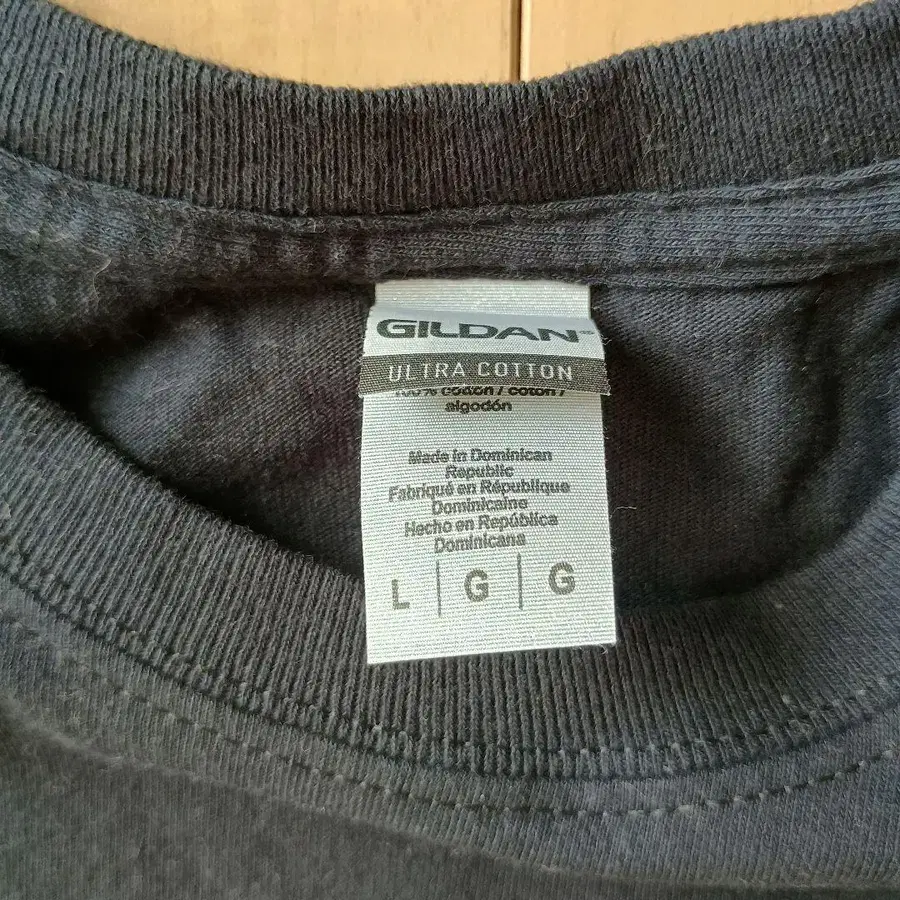 GILDAN
ULTRA COTTON
100% cotton / coton /
algodón
Made in Dominican
Republic
Fabriqué en République
Dominicaine
Hecho en República
Dominicana
L | G | G